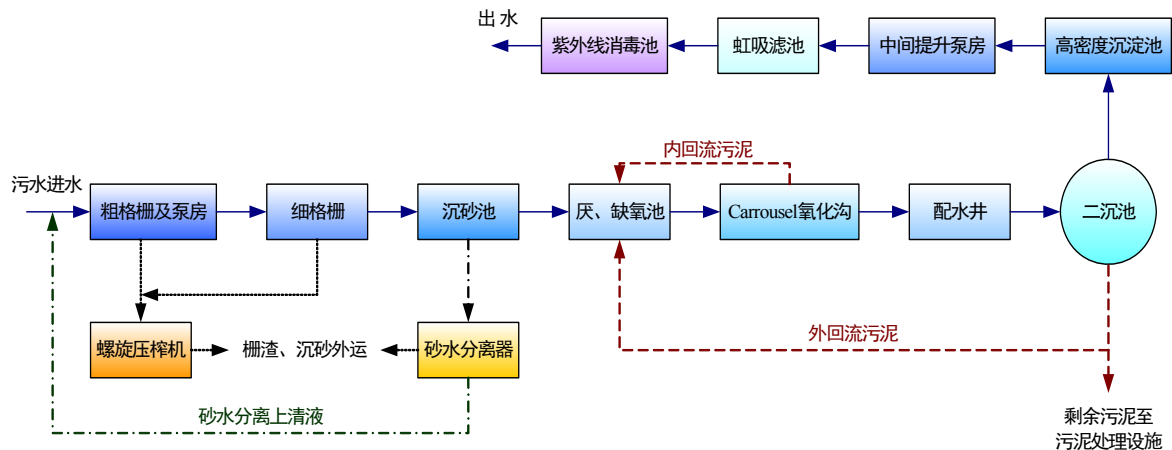 出 水
紫外线消毒池
虹吸滤池
中间提升泵房
高密度沉淀池
内回流污泥
污水进水
粗格栅及泵房
细格栅
沉砂池
厌、缺氧池
Carrousel氧化沟
配水井
二沉池
外回流污泥
螺旋压榨机
栅渣、沉砂外运
砂水分离器
砂水分离上清液
剩余污泥至
污泥处理设施